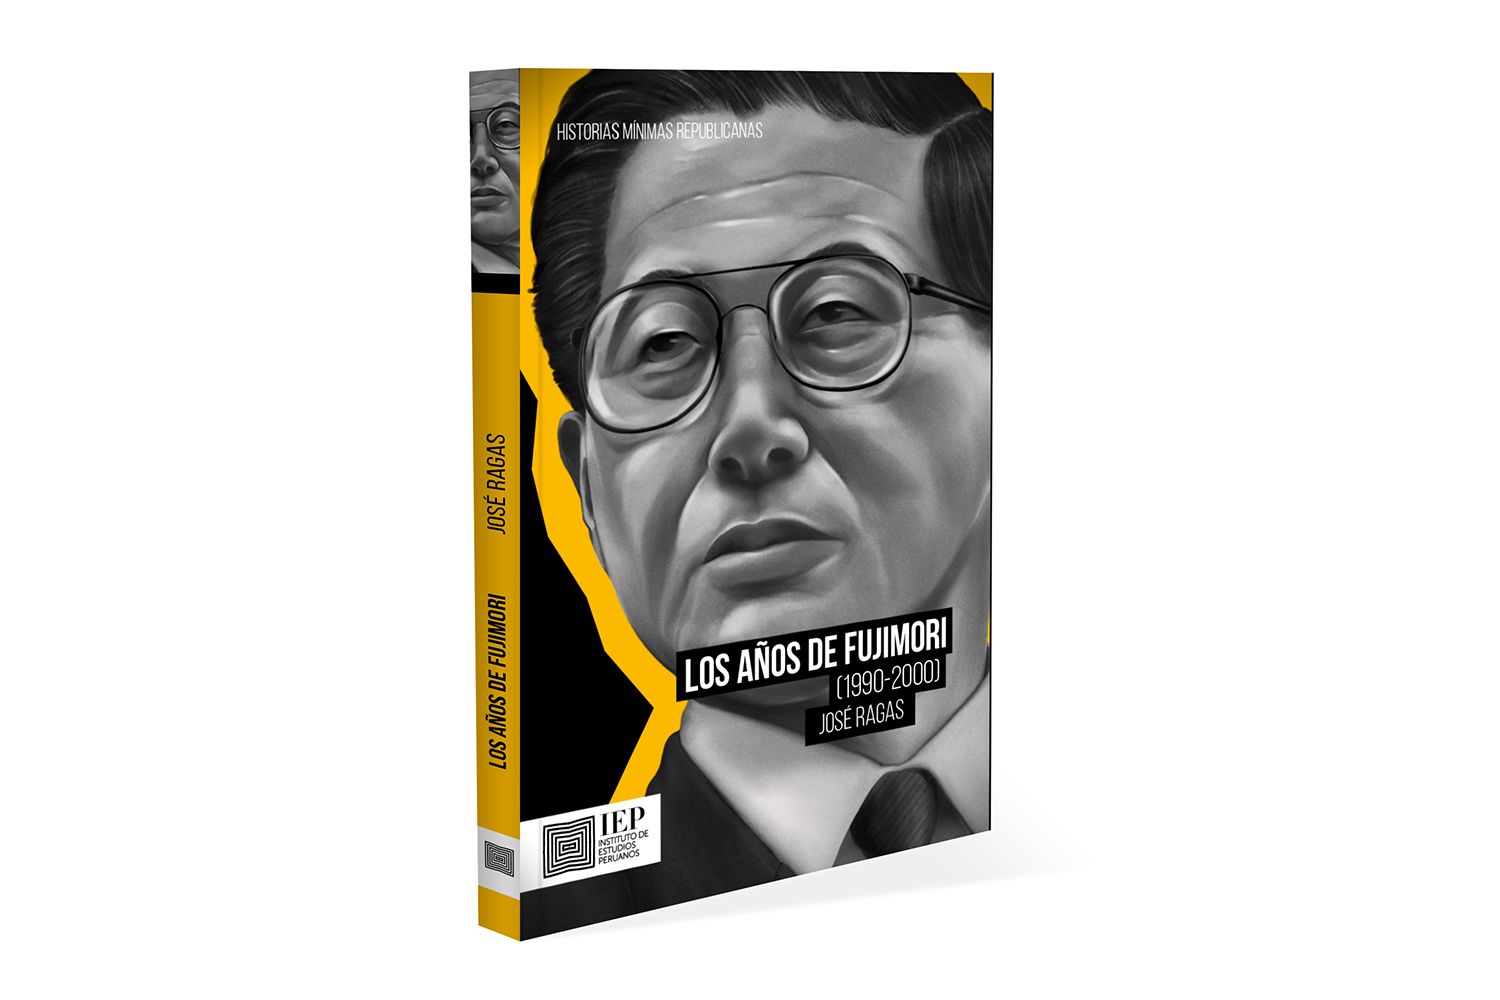 HISTORIAS MÍNIMAS REPUBLICANAS
LOS AÑOS DE FUJIMORI
(1990-2000)
JOSÉ RAGAS
IEP
INSTITUTO DE
ESTUDIOS
PERUANOS
JOSÉ RAGAS
LOS AÑOS DE FUJIMORI